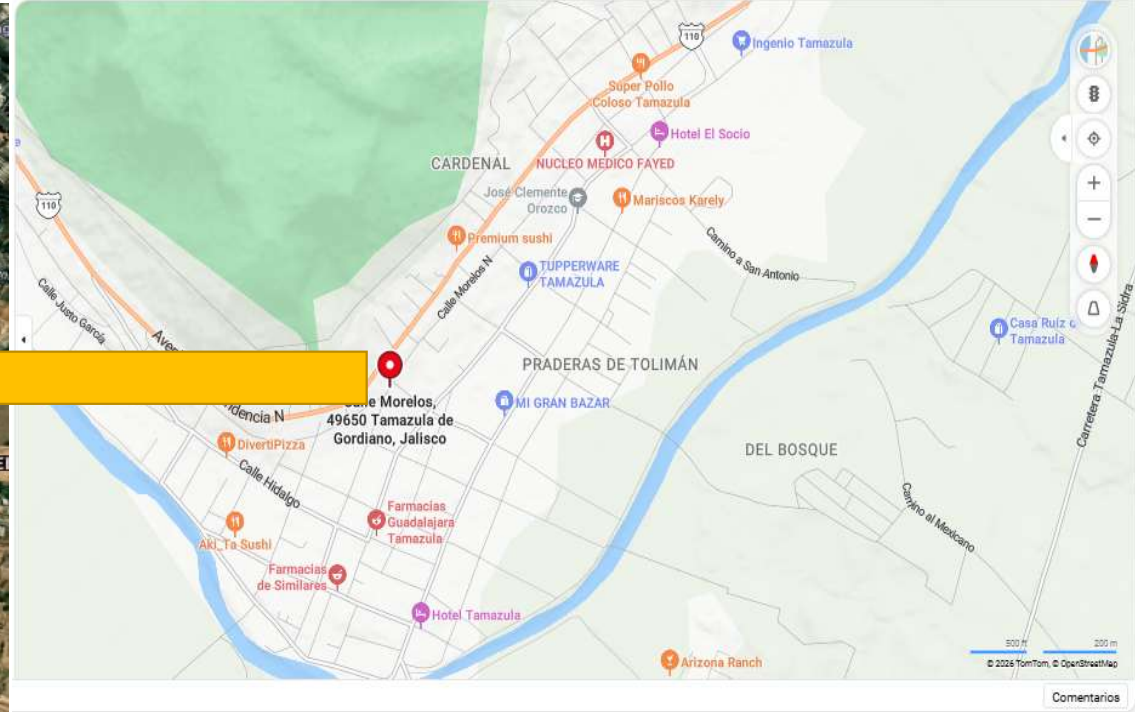 110
Ingenio Tamazula
Super Pollo
Coloso Tamazula
Hotel El Socio
CARDENAL
NUCLEO MEDICO FAYED
José Clemente
Orozco
Mariscos Karely
110
Premium sushi
Calle Morelos N
Camino a San Antonio
TUPPERWARE
TAMAZULA
Calle Justo García
Casa Ruiz
Tamazula
Carretera Tamazula-La Sidra
PRADERAS DE TOLIMÁN
Calle Morelos,
49650 Tamazula de
Gordiano, Jalisco
MI GRAN BAZAR
DivertiPizza
DEL BOSQUE
Calle Hidalgo
Camino al Mexicano
Farmacias
Guadalajara
Tamazula
Aki_Ta Sushi
Farmacias
de Similares
Hotel Tamazula
Arizona Ranch
500 ft 200 m
© 2026 TomTom, © OpenStreetMap
Comentarios